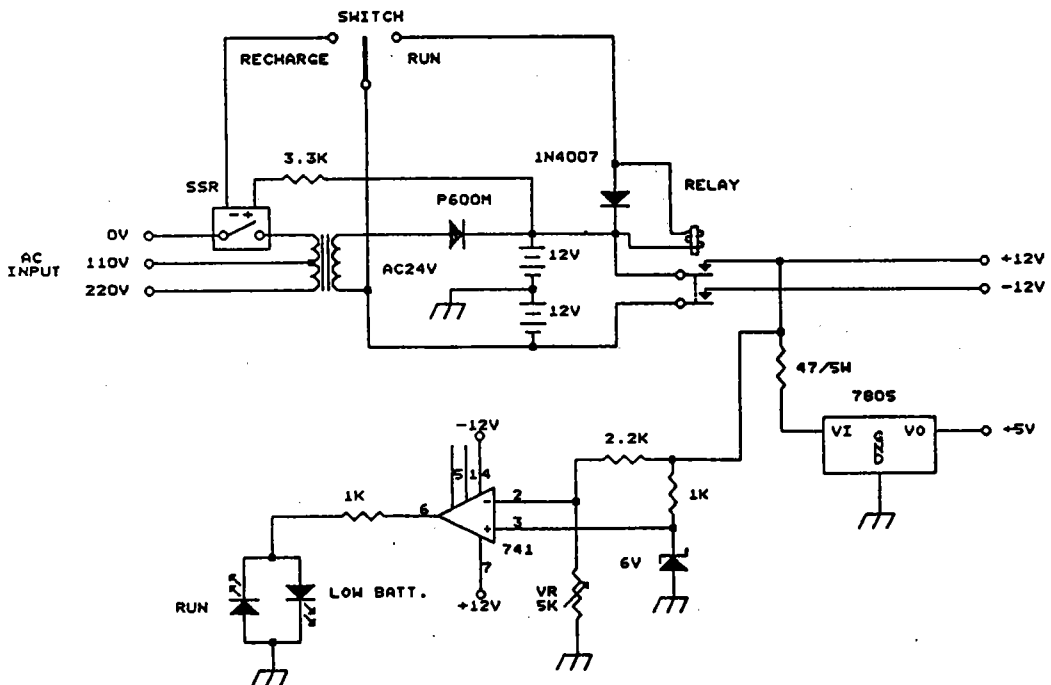 SWITCH
RECHARGE
RUN
3.3K
1N4007
SSR
RELAY
P600M
- +
0V
AC
INPUT
110V
AC24V
12V
+12V
220V
-12V
12V
47/5W
7805
VI
GND
VO
+5V
-12V
2.2K
5 1 4
1K
6
2
-
1K
+
3
741
6V
7
LOW BATT.
VR
5K
RUN
+12V